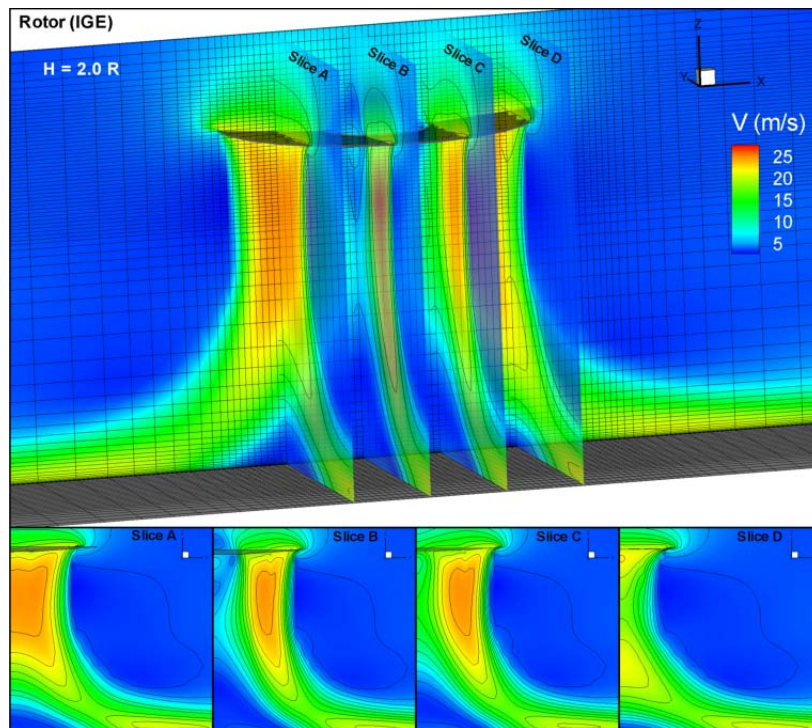 Rotor (IGE)
H = 2.0 R
Slice A
Slice B
Slice C
Slice D
Z
Y
X
V (m/s)
25
20
15
10
5
Slice A
Slice B
Slice C
Slice D